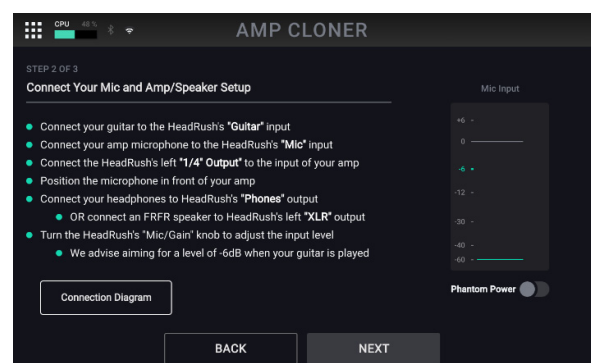 CPU 48 %
AMP CLONER
STEP 2 OF 3
Connect Your Mic and Amp/Speaker Setup
Connect your guitar to the HeadRush's "Guitar" input
Connect your amp microphone to the HeadRush's "Mic" input
Connect the HeadRush's left "1/4" Output" to the input of your amp
Position the microphone in front of your amp
Connect your headphones to HeadRush's "Phones" output
OR connect an FRFR speaker to HeadRush's left "XLR" output
Turn the HeadRush's "Mic/Gain" knob to adjust the input level
We advise aiming for a level of -6dB when your guitar is played
Connection Diagram
Mic Input
+6 -
0
-6 -
-12 -
-30 -
-40 -
-60 -
Phantom Power
BACK
NEXT